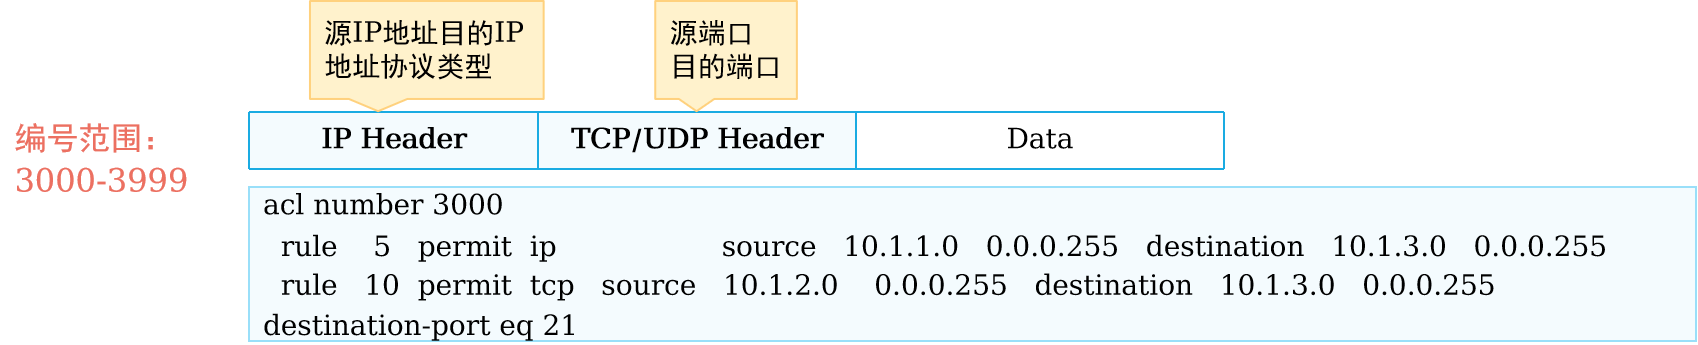 源IP地址目的IP
地址协议类型
源端口
目的端口
编号范围：
3000-3999
IP Header
TCP/UDP Header
Data
acl number 3000
rule 5 permit ip source 10.1.1.0 0.0.0.255 destination 10.1.3.0 0.0.0.255
rule 10 permit tcp source 10.1.2.0 0.0.0.255 destination 10.1.3.0 0.0.0.255
destination-port eq 21